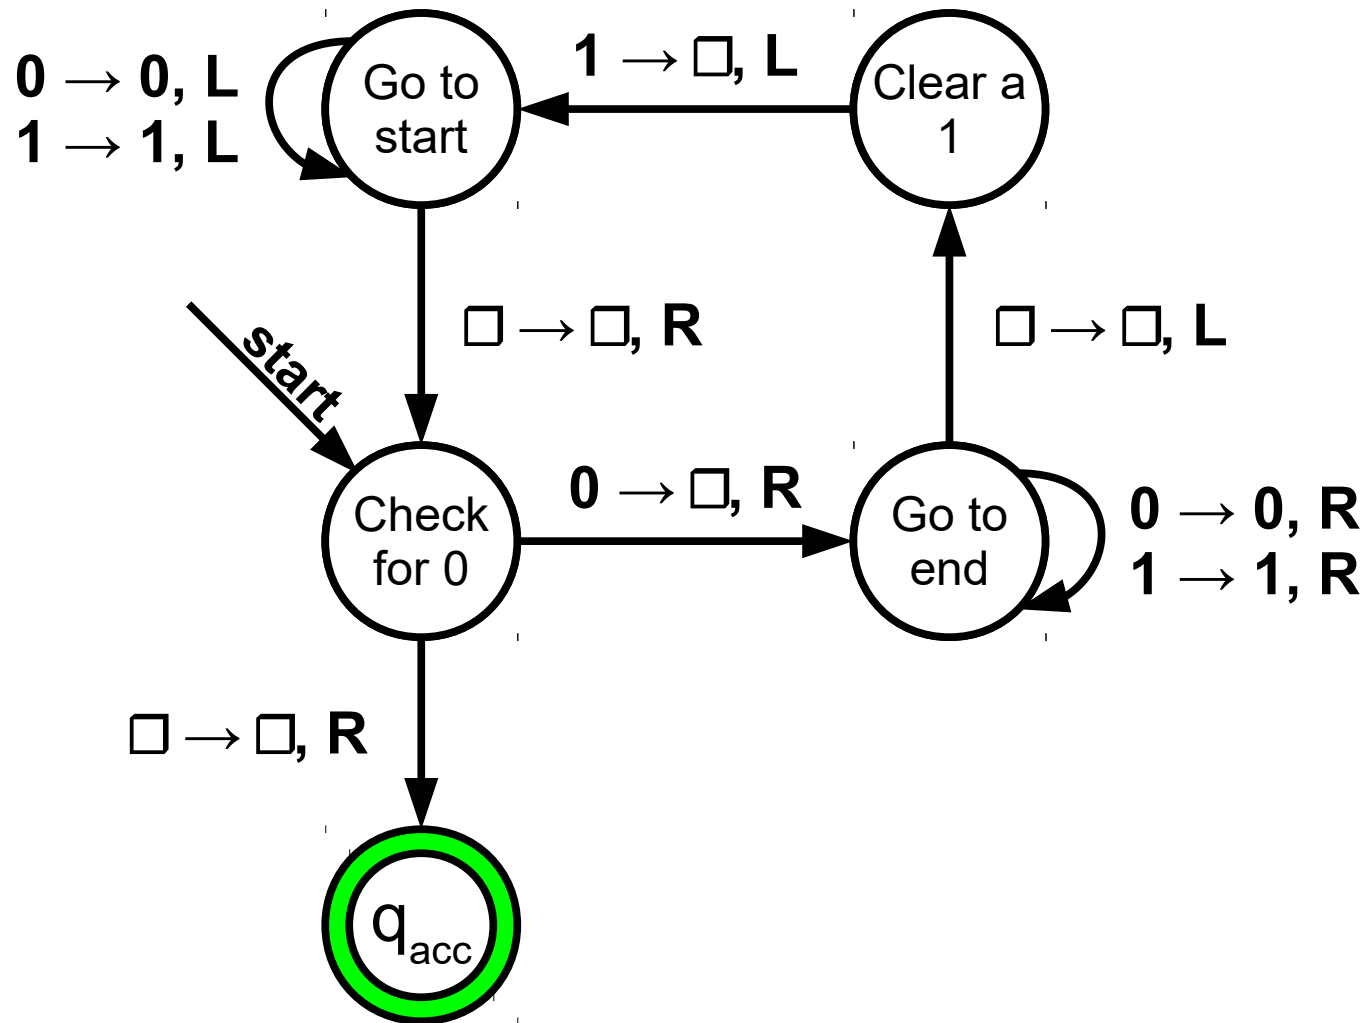 1 → □, L
0 → 0, L
1 → 1, L
Go to
start
Clear a
1
□ → □, R
□ → □, L
start
0 → □, R
Check
for 0
Go to
end
0 → 0, R
1 → 1, R
□ → □, R
qacc